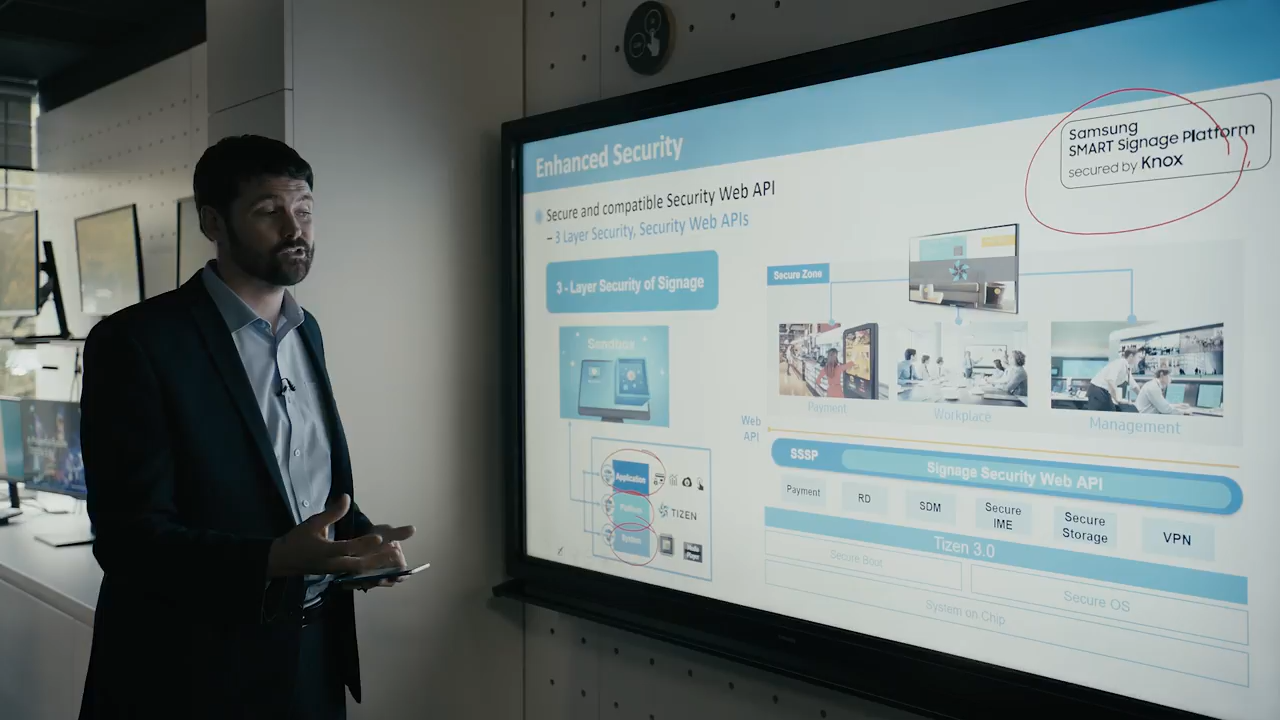 Enhanced Security
Samsung
SMART Signage Platform
secured by Knox
Secure and compatible Security Web API
– 3 Layer Security, Security Web APIs
3 - Layer Security of Signage
Secure Zone
Sandbox
Payment
Workplace
Management
Web
API
SSSP
Signage Security Web API
Application
Platform
TIZEN
System
Payment
RD
SDM
Secure
IME
Secure
Storage
VPN
Tizen 3.0
Secure Boot
Secure OS
System on Chip